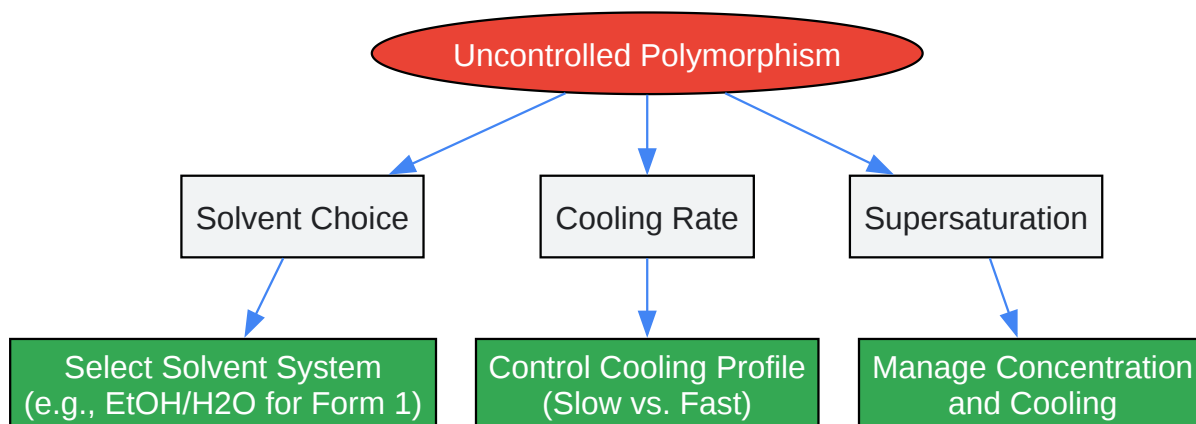 Uncontrolled Polymorphism
Solvent Choice
Cooling Rate
Supersaturation
Select Solvent System
(e.g., EtOH/H2O for Form 1)
Control Cooling Profile
(Slow vs. Fast)
Manage Concentration
and Cooling